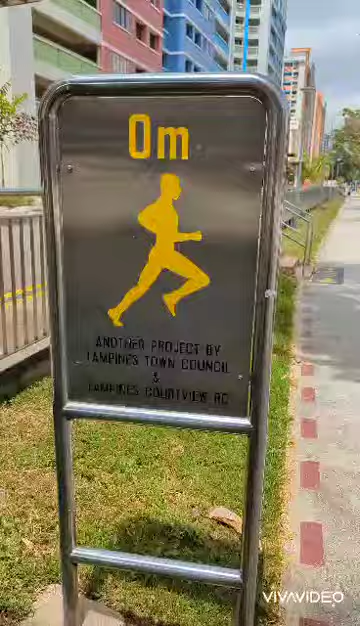 0m
ANOTHER PROJECT BY
TAMPINES TOWN COUNCIL
&
TAMPINES COURTVIEW RC
VIVAVIDEO